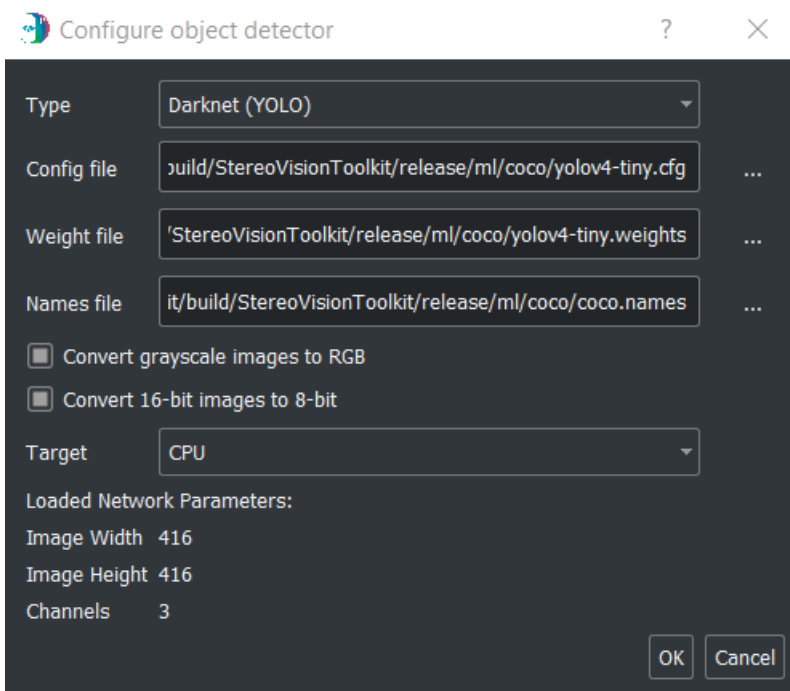 Configure object detector ? ×
Type Darknet (YOLO)
Config file build/StereoVisionToolkit/release/ml/coco/yolov4-tiny.cfg ...
Weight file /StereoVisionToolkit/release/ml/coco/yolov4-tiny.weights ...
Names file it/build/StereoVisionToolkit/release/ml/coco/coco.names ...
Convert grayscale images to RGB
Convert 16-bit images to 8-bit
Target CPU
Loaded Network Parameters:
Image Width 416
Image Height 416
Channels 3
OK Cancel